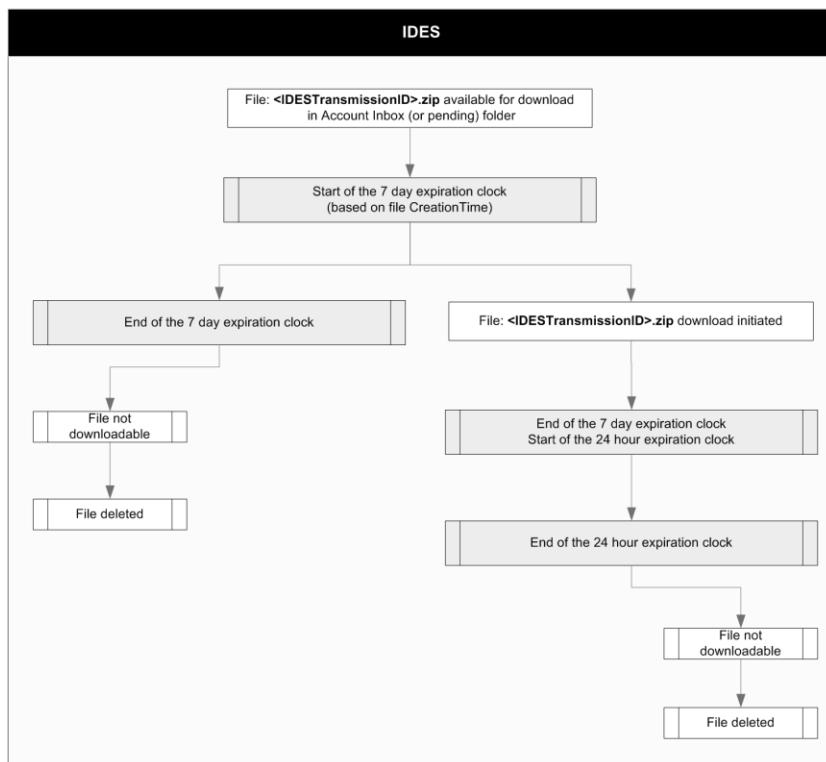 IDES
File: <IDESTransmissionID>.zip available for download
in Account Inbox (or pending) folder
Start of the 7 day expiration clock
(based on file CreationTime)
End of the 7 day expiration clock
File: <IDESTransmissionID>.zip download initiated
File not
downloadable
End of the 7 day expiration clock
Start of the 24 hour expiration clock
File deleted
End of the 24 hour expiration clock
File not
downloadable
File deleted